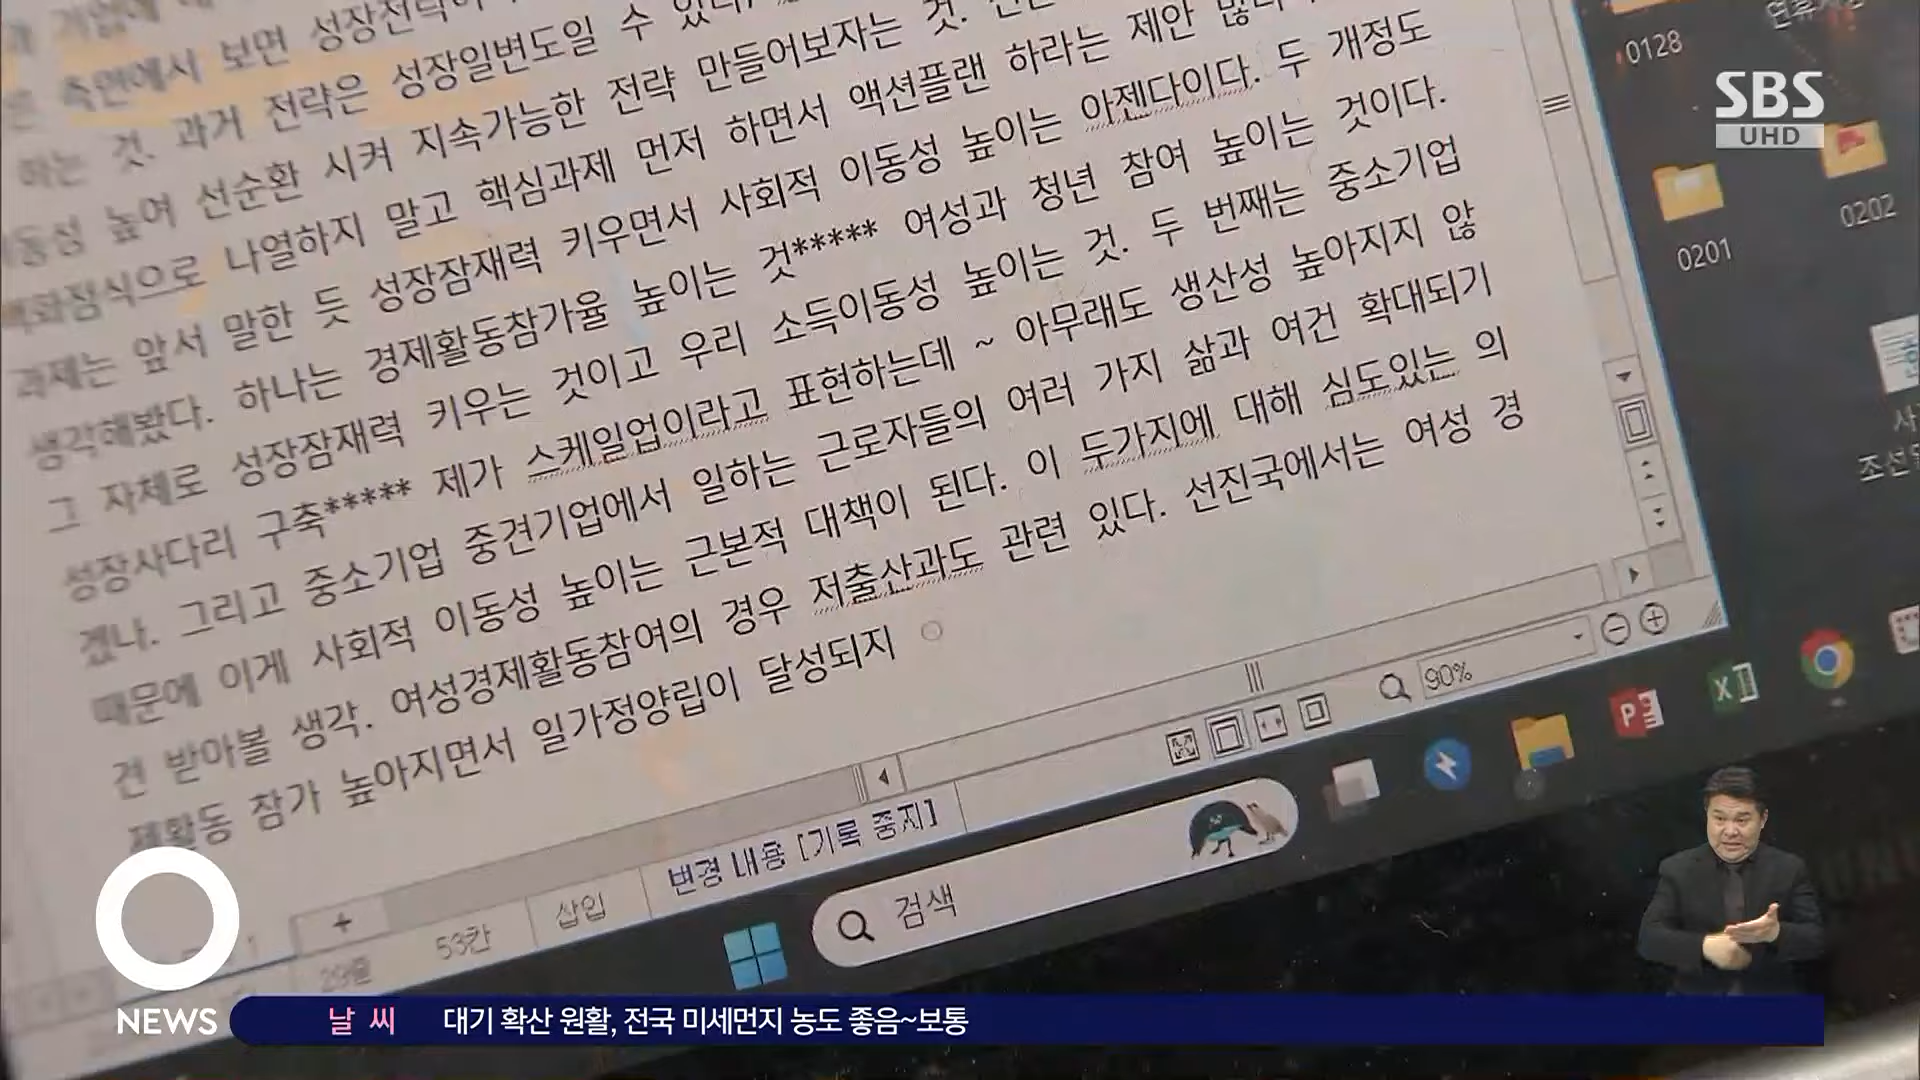 측면에서 보면
하는 것. 과거 전략은 성장일변도일 수 있다
높여 선순환 시켜 지속가능한 전략 만들어보자는 것.
나열하지 말고 핵심과제 먼저 하면서 액션플랜 하라는 제안
과제는 앞서 말한 듯 성장잠재력 키우면서 사회적 이동성 높이는 아젠다이다. 두 개정도
생각해봤다. 하나는 경제활동참가율 높이는 것***** 여성과 청년 참여 높이는 것이다.
그 자체로 성장잠재력 키우는 것이고 우리 소득이동성 높이는 것. 두 번째는 중소기업
성장사다리 구축***** 제가 스케일업이라고 표현하는데 ~ 아무래도 생산성 높아지지 않
겠나. 그리고 중소기업 중견기업에서 일하는 근로자들의 여러 가지 삶과 여건 확대되기
때문에 이게 사회적 이동성 높이는 근본적 대책이 된다. 이 두가지에 대해 심도있는 의
견 받아볼 생각. 여성경제활동참여의 경우 저출산과도 관련 있다. 선진국에서는 여성 경
제활동 참가 높아지면서 일가정양립이 달성되지
90%
53칸
삽입
변경 내용 [기록 중지]
검색
0128
0201
0202
SBS
UHD
NEWS
날 씨
대기 확산 원활, 전국 미세먼지 농도 좋음~보통